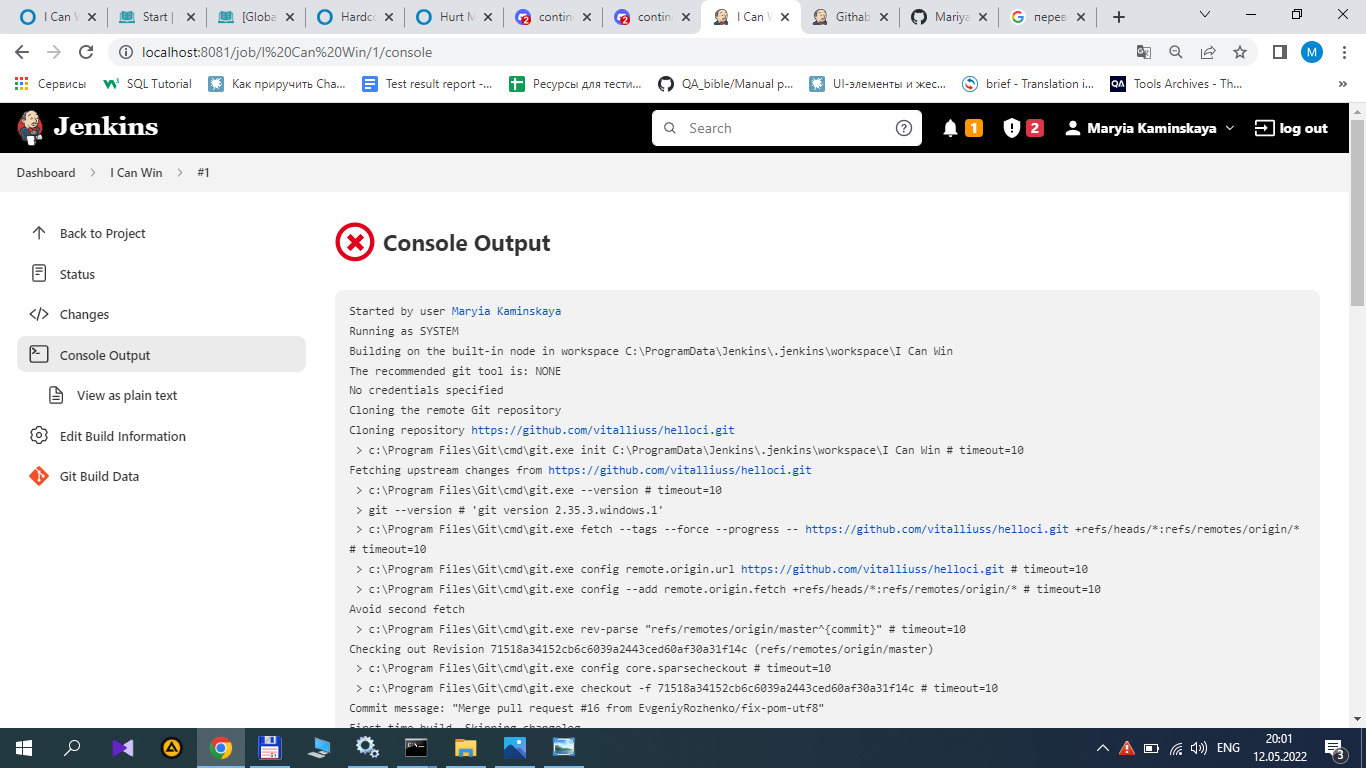 I Can W
Start |
[Globa
Hardco
Hurt M
contin
contin
I Can W
Githab
Mariya
перев
localhost:8081/job/I%20Can%20Win/1/console
M
Сервисы
SQL Tutorial
Как приручить Cha...
Test result report -...
Ресурсы для тести...
QA_bible/Manual p...
UI-элементы и жес...
brief - Translation i...
QA
Tools Archives - Th...
»
Jenkins
Search
1
2
Maryia Kaminskaya
log out
Dashboard
I Can Win
#1
Back to Project
Status
Changes
Console Output
View as plain text
Edit Build Information
Git Build Data
Console Output
Started by user Maryia Kaminskaya
Running as SYSTEM
Building on the built-in node in workspace C:\ProgramData\Jenkins\.jenkins\workspace\I Can Win
The recommended git tool is: NONE
No credentials specified
Cloning the remote Git repository
Cloning repository https://github.com/vitalliuss/helloci.git
> c:\Program Files\Git\cmd\git.exe init C:\ProgramData\Jenkins\.jenkins\workspace\I Can Win # timeout=10
Fetching upstream changes from https://github.com/vitalliuss/helloci.git
> c:\Program Files\Git\cmd\git.exe --version # timeout=10
> git --version # 'git version 2.35.3.windows.1'
> c:\Program Files\Git\cmd\git.exe fetch --tags --force --progress -- https://github.com/vitalliuss/helloci.git +refs/heads/*:refs/remotes/origin/*
# timeout=10
> c:\Program Files\Git\cmd\git.exe config remote.origin.url https://github.com/vitalliuss/helloci.git # timeout=10
> c:\Program Files\Git\cmd\git.exe config --add remote.origin.fetch +refs/heads/*:refs/remotes/origin/* # timeout=10
Avoid second fetch
> c:\Program Files\Git\cmd\git.exe rev-parse "refs/remotes/origin/master^{commit}" # timeout=10
Checking out Revision 71518a34152cb6c6039a2443ced60af30a31f14c (refs/remotes/origin/master)
> c:\Program Files\Git\cmd\git.exe config core.sparsecheckout # timeout=10
> c:\Program Files\Git\cmd\git.exe checkout -f 71518a34152cb6c6039a2443ced60af30a31f14c # timeout=10
Commit message: "Merge pull request #16 from EvgeniyRozhenko/fix-pom-utf8"
First time build. Skipping changelog.
ENG
20:01
12.05.2022
3